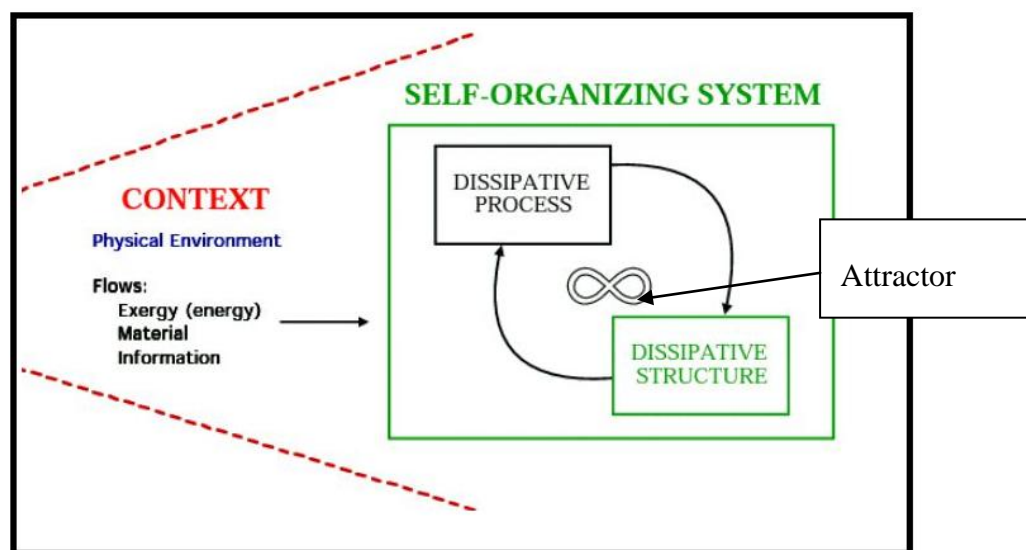 SELF-ORGANIZING SYSTEM
DISSIPATIVE
PROCESS
CONTEXT
Physical Environment
Flows:
Exergy (energy)
Material
Information
Attractor
DISSIPATIVE
STRUCTURE